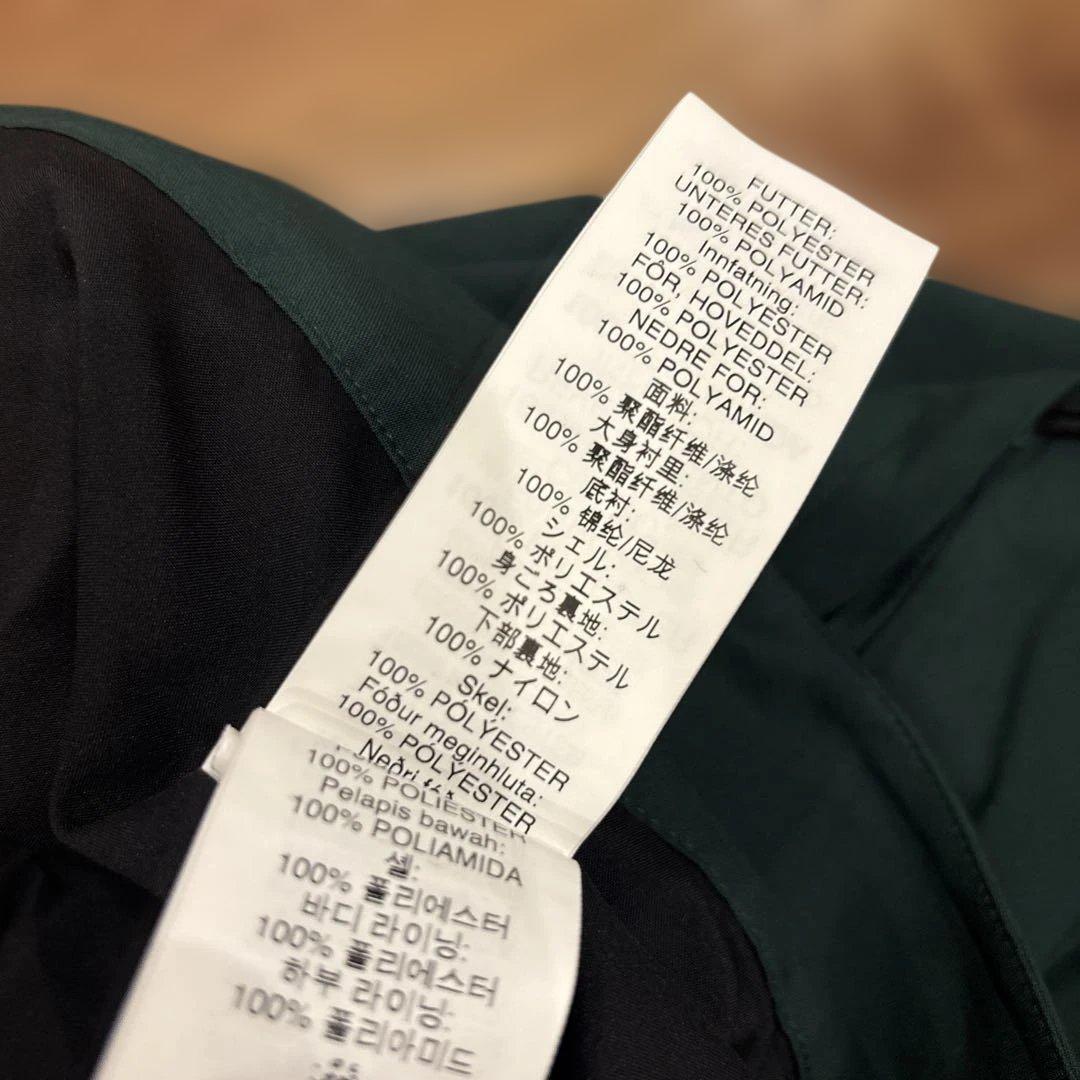 FUTTER:
100% POLYESTER
UNTERES FUTTER:
100% POLYAMID
Innfatning:
100% POLYESTER
FÔR, HOVEDDEL:
100% POLYESTER
NEDRE FOR:
100% POLYAMID
面料:
100% 聚酯纤维/涤纶
大身衬里:
100% 聚酯纤维/涤纶
底衬:
100% 锦纶/尼龙
シェル:
100% ポリエステル
身ごろ裏地:
100% ポリエステル
下部裏地:
100% ナイロン
Skel:
100% PÓLÝESTER
Fóður meginhluta:
100% PÓLÝESTER
Neðri
100% POLIESTER
Pelapis bawah:
100% POLIAMIDA
셸:
100% 폴리에스터
바디 라이닝:
100% 폴리에스터
하부 라이닝:
100% 폴리아미드